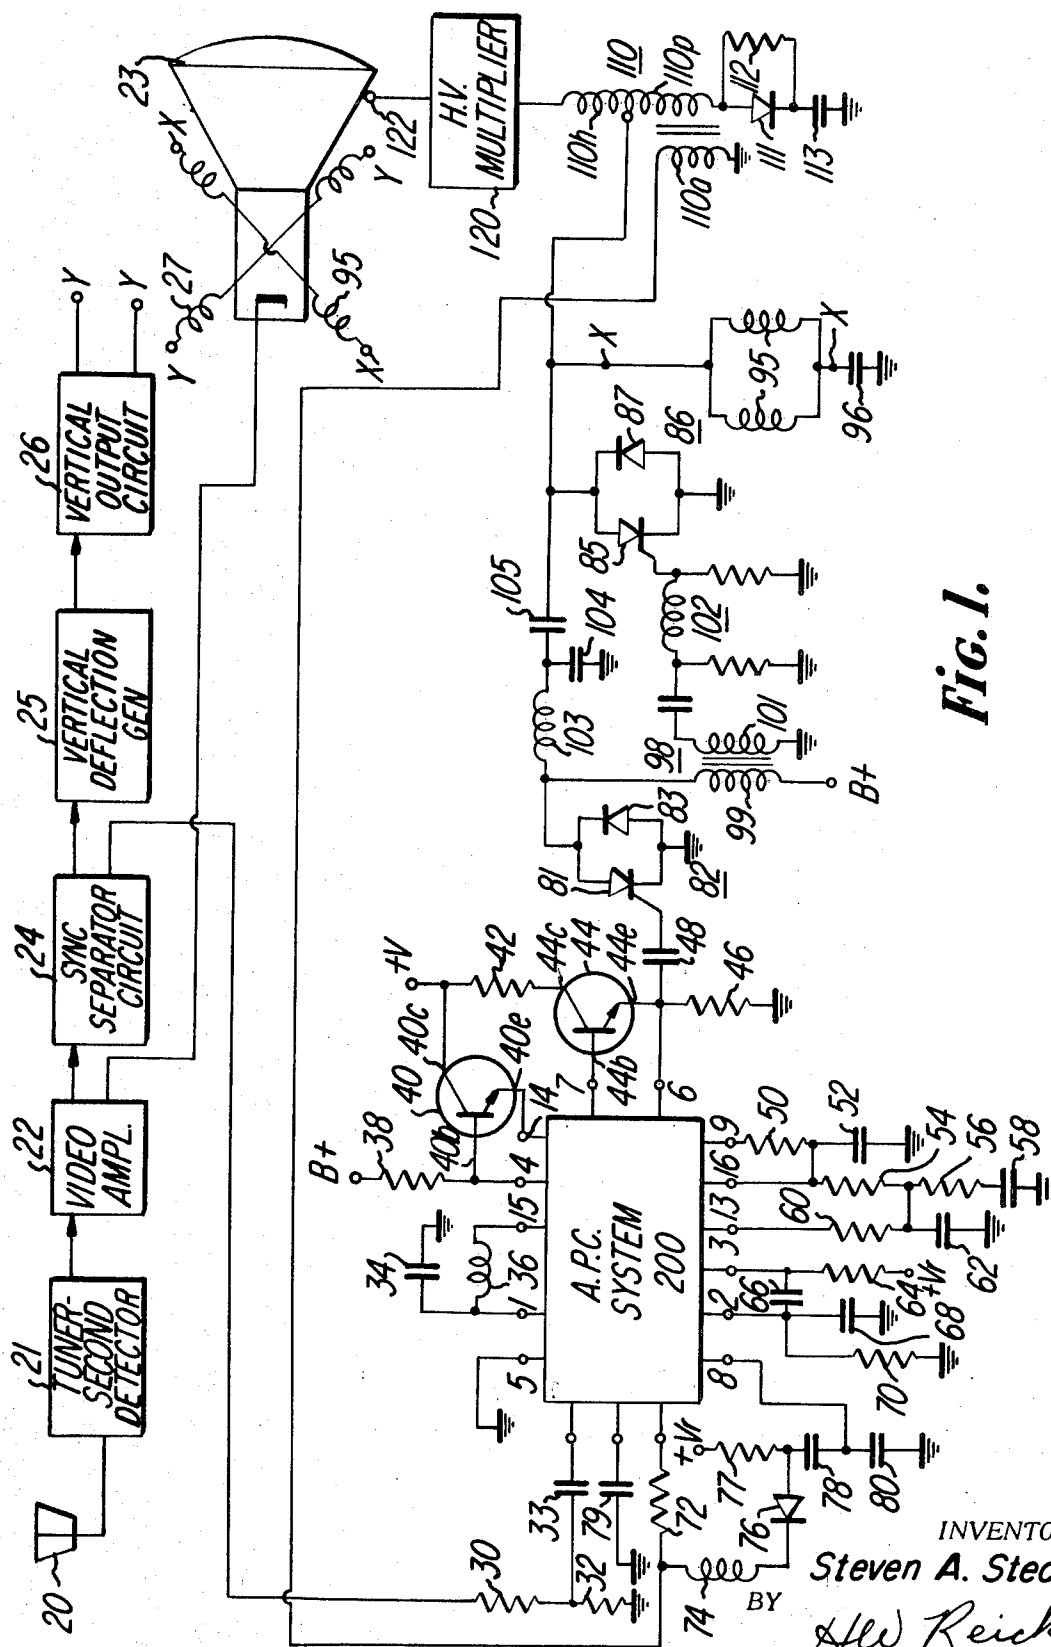 20
21
TUNER-
SECOND
DETECTOR
22
VIDEO
AMPL.
24
SYNC
SEPARATOR
CIRCUIT
25
VERTICAL
DEFLECTION
GEN
26
VERTICAL
OUTPUT
CIRCUIT
Y
Y
Y
27
X
23
X
95
Y
122
H.V.
MULTIPLIER
120
110h
110
110p
110a
111
112
113
30
32
33
79
72
74
76
77
+Vr
78
80
5
1
15
4
14
7
6
34
36
B+
38
40
40b
40c
40e
+V
42
44
44c
44b
44e
46
48
A.P.C.
SYSTEM
200
8
2
3
13
16
9
70
68
66
64
+Vr
62
60
50
52
54
56
58
81
82
83
98
99
101
B+
103
104
105
102
85
86
87
X
95
X
96
Fig. 1.
INVENTO
Steven A. Stec
BY